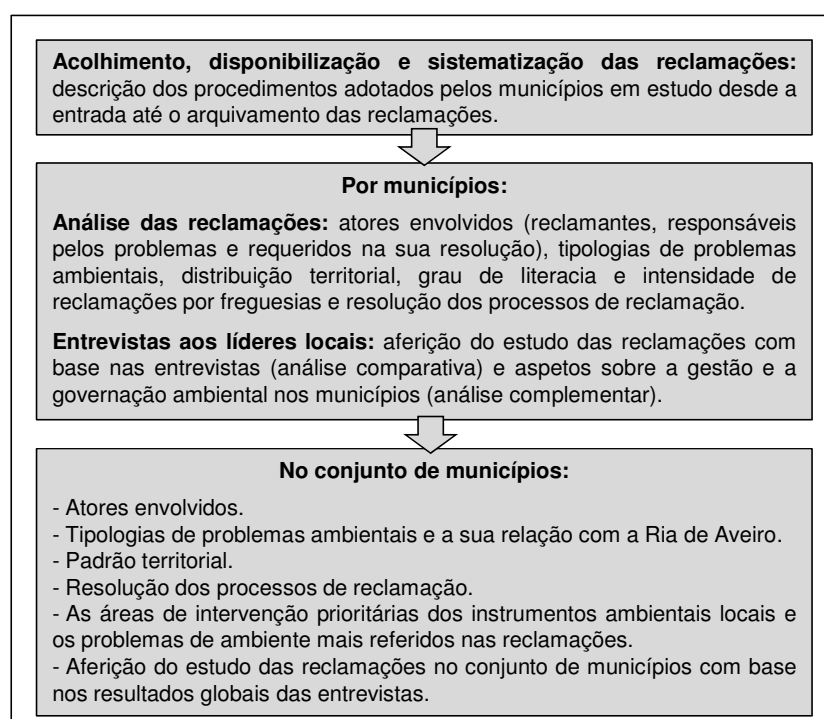 Acolhimento, disponibilização e sistematização das reclamações:
descrição dos procedimentos adotados pelos municípios em estudo desde a
entrada até o arquivamento das reclamações.
Por municípios:
Análise das reclamações: atores envolvidos (reclamantes, responsáveis
pelos problemas e requeridos na sua resolução), tipologias de problemas
ambientais, distribuição territorial, grau de literacia e intensidade de
reclamações por freguesias e resolução dos processos de reclamação.
Entrevistas aos líderes locais: aferição do estudo das reclamações com
base nas entrevistas (análise comparativa) e aspetos sobre a gestão e a
governação ambiental nos municípios (análise complementar).
No conjunto de municípios:
- Atores envolvidos.
- Tipologias de problemas ambientais e a sua relação com a Ria de Aveiro.
- Padrão territorial.
- Resolução dos processos de reclamação.
- As áreas de intervenção prioritárias dos instrumentos ambientais locais e
os problemas de ambiente mais referidos nas reclamações.
- Aferição do estudo das reclamações no conjunto de municípios com base
nos resultados globais das entrevistas.